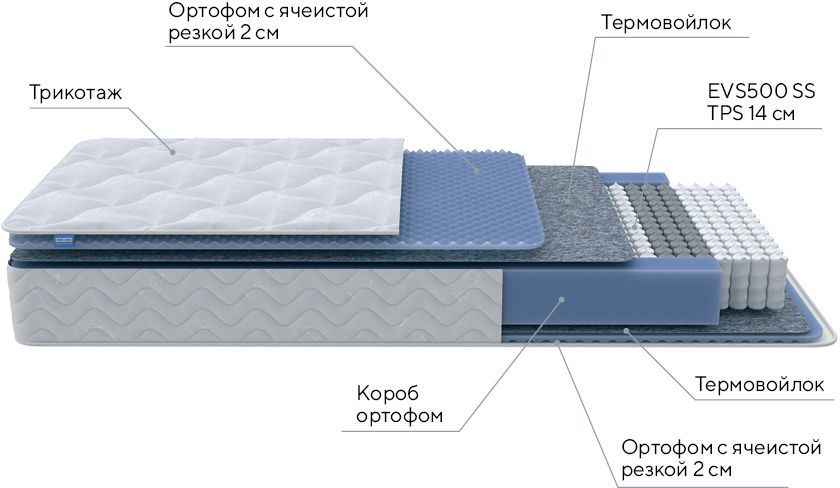 Ортофом с ячеистой
резкой 2 см
Термовойлок
Трикотаж
EVS500 SS
TPS 14 см
Термовойлок
Короб
ортофом
Ортофом с ячеистой
резкой 2 см